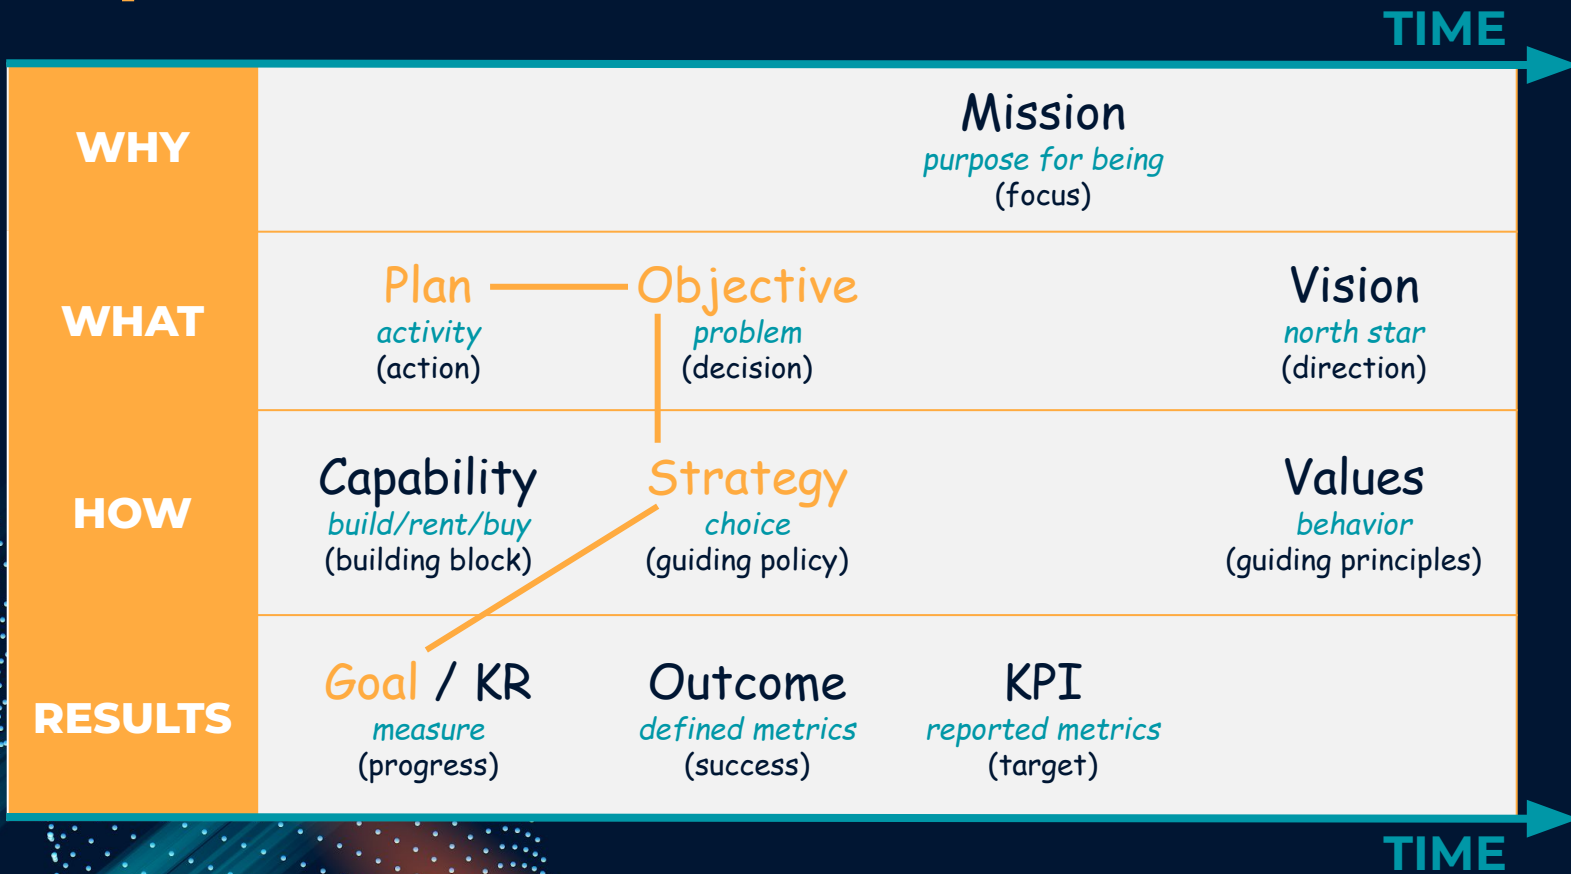 TIME
WHY
Mission
purpose for being
(focus)
WHAT
Plan
activity
(action)
Objective
problem
(decision)
Vision
north star
(direction)
HOW
Capability
build/rent/buy
(building block)
Strategy
choice
(guiding policy)
Values
behavior
(guiding principles)
RESULTS
Goal / KR
measure
(progress)
Outcome
defined metrics
(success)
KPI
reported metrics
(target)
TIME